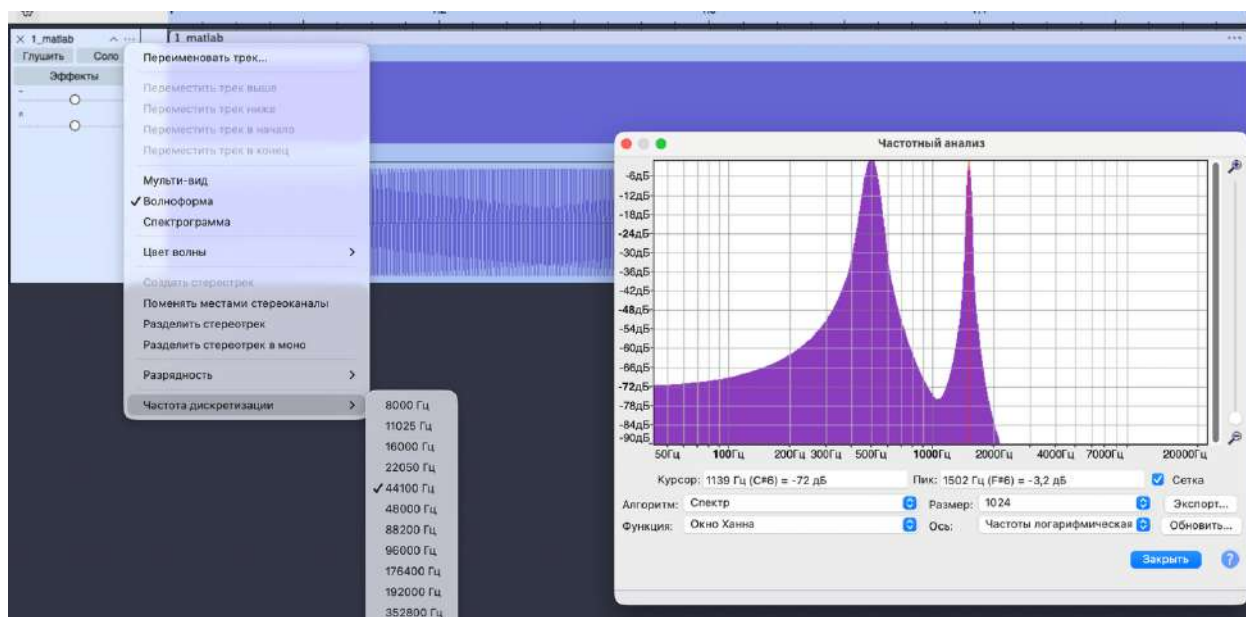 1_matlab
1_matlab
Глушить Соло
Эффекты
Переименовать трек...
Переместить трек выше
Переместить трек ниже
Переместить трек в начало
Переместить трек в конец
Мульти-вид
Волноформа
Спектрограмма
Цвет волны
Создать стереотрек
Поменять местами стереоканалы
Разделить стереотрек
Разделить стереотрек в моно
Разрядность
Частота дискретизации
8000 Гц
11025 Гц
16000 Гц
22050 Гц
44100 Гц
48000 Гц
88200 Гц
96000 Гц
176400 Гц
192000 Гц
352800 Гц
Частотный анализ
-6дБ
-12дБ
-18дБ
-24дБ
-30дБ
-36дБ
-42дБ
-48дБ
-54дБ
-60дБ
-66дБ
-72дБ
-78дБ
-84дБ
-90дБ
50Гц 100Гц 200Гц 300Гц 500Гц 1000Гц 2000Гц 4000Гц 7000Гц 20000Гц
Курсор: 1139 Гц (C#6) = -72 дБ Пик: 1502 Гц (F#6) = -3,2 дБ Сетка
Алгоритм: Спектр Размер: 1024 Экспорт...
Функция: Окно Ханна Ось: Частоты логарифмическая Обновить...
Закрыть ?